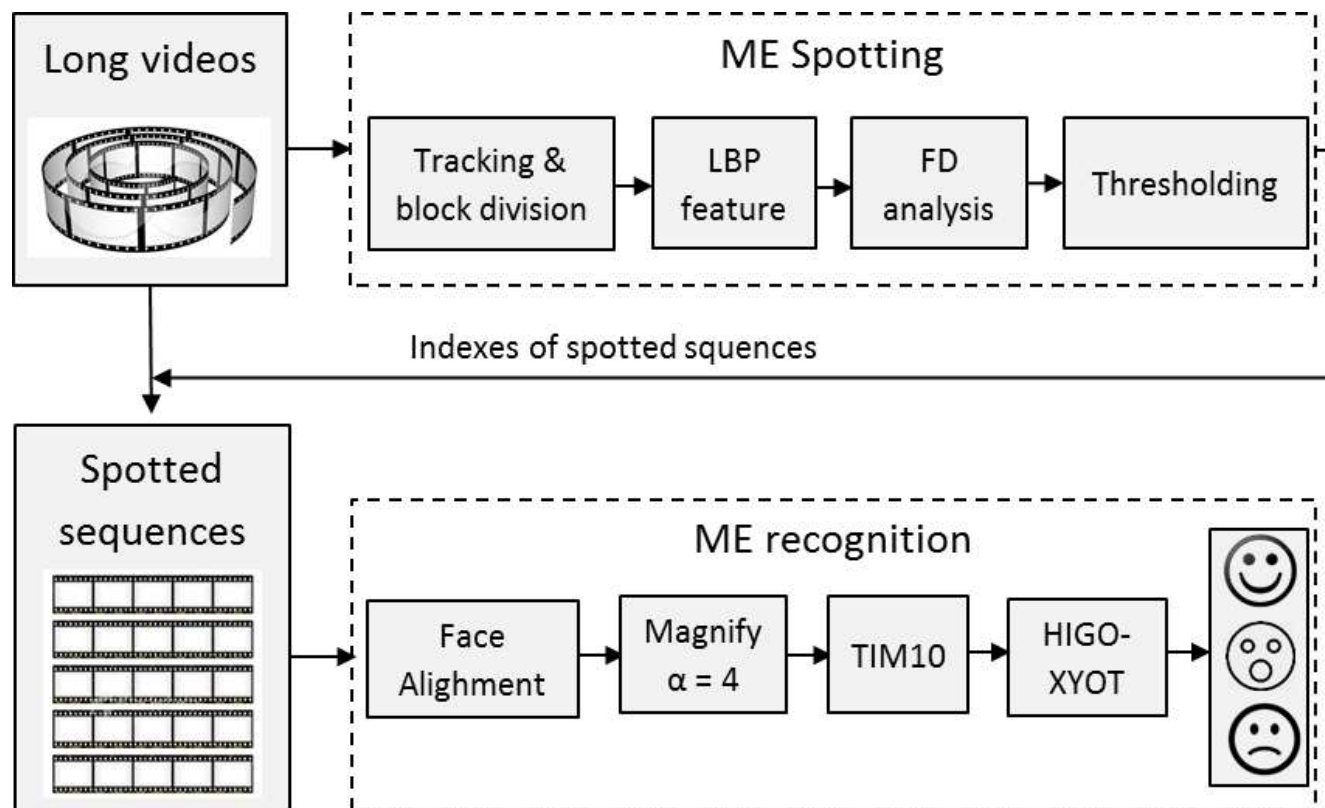 Long videos
ME Spotting
Tracking &
block division
LBP
feature
FD
analysis
Thresholding
Indexes of spotted squences
Spotted
sequences
ME recognition
Face
Alighment
Magnify
α = 4
TIM10
HIGO-
XYOT